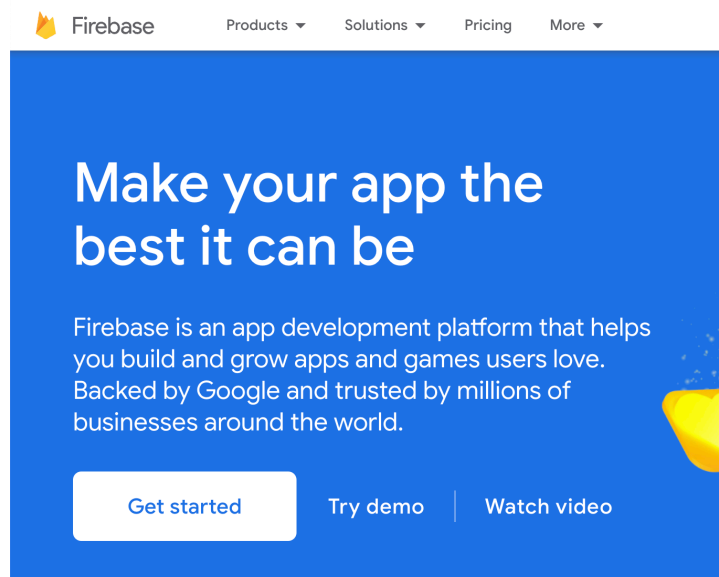 Firebase Products Solutions Pricing More
Make your app the
best it can be
Firebase is an app development platform that helps
you build and grow apps and games users love.
Backed by Google and trusted by millions of
businesses around the world.
Get started Try demo Watch video